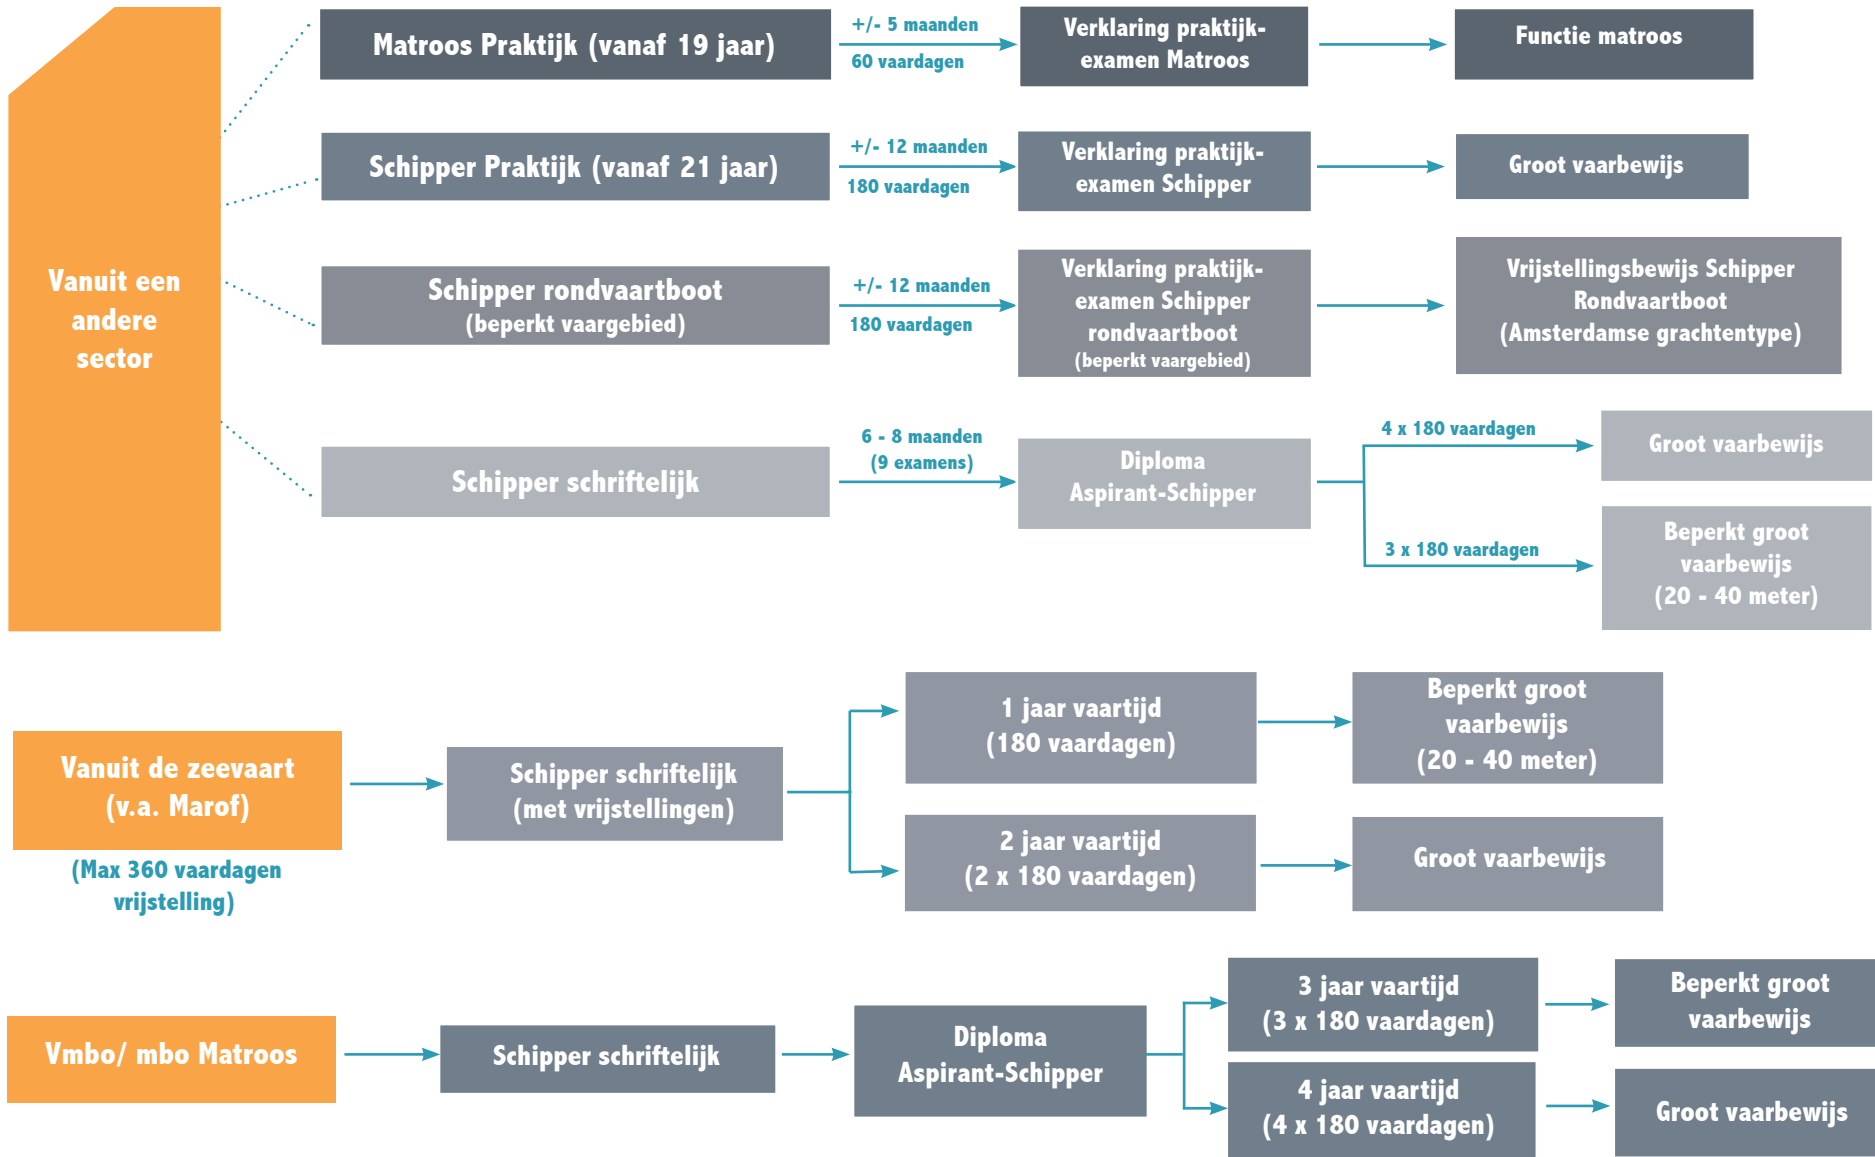 Vanuit een
andere
sector
Matroos Praktijk (vanaf 19 jaar)
+/- 5 maanden
60 vaardagen
Verklaring praktijk-
examen Matroos
Functie matroos
Schipper Praktijk (vanaf 21 jaar)
+/- 12 maanden
180 vaardagen
Verklaring praktijk-
examen Schipper
Groot vaarbewijs
Schipper rondvaartboot
(beperkt vaargebied)
+/- 12 maanden
180 vaardagen
Verklaring praktijk-
examen Schipper
rondvaartboot
(beperkt vaargebied)
Vrijstellingsbewijs Schipper
Rondvaartboot
(Amsterdamse grachtentype)
Schipper schriftelijk
6 - 8 maanden
(9 examens)
Diploma
Aspirant-Schipper
4 x 180 vaardagen
Groot vaarbewijs
3 x 180 vaardagen
Beperkt groot
vaarbewijs
(20 - 40 meter)
Vanuit de zeevaart
(v.a. Marof)
(Max 360 vaardagen
vrijstelling)
Schipper schriftelijk
(met vrijstellingen)
1 jaar vaartijd
(180 vaardagen)
Beperkt groot
vaarbewijs
(20 - 40 meter)
2 jaar vaartijd
(2 x 180 vaardagen)
Groot vaarbewijs
Vmbo/ mbo Matroos
Schipper schriftelijk
Diploma
Aspirant-Schipper
3 jaar vaartijd
(3 x 180 vaardagen)
Beperkt groot
vaarbewijs
4 jaar vaartijd
(4 x 180 vaardagen)
Groot vaarbewijs